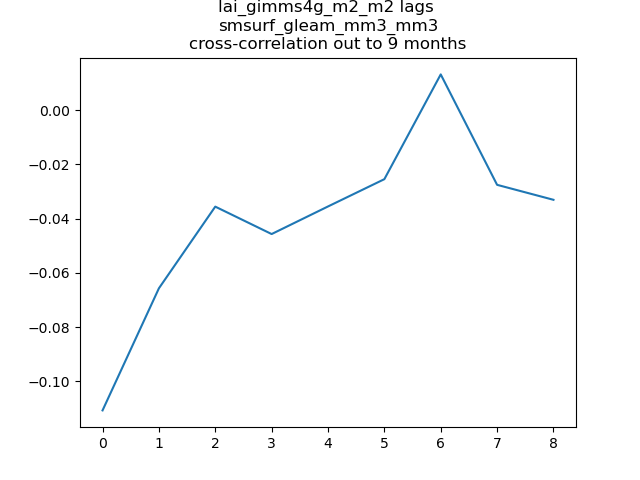 lai_gimms4g_m2_m2 lags
smsurf_gleam_mm3_mm3
cross-correlation out to 9 months
0.00
−0.02
−0.04
−0.06
−0.08
−0.10
0 1 2 3 4 5 6 7 8